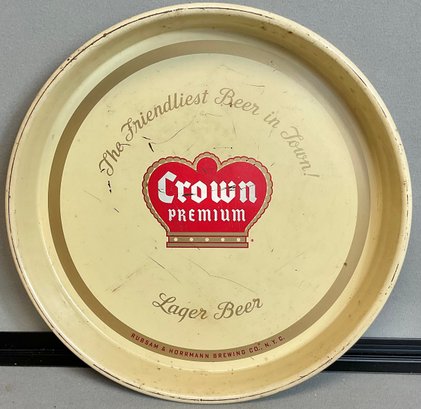 The Friendliest Beer in Town!
Crown
PREMIUM
Lager Beer
RUBSAM & HORRMANN BREWING CO., N.Y.C.